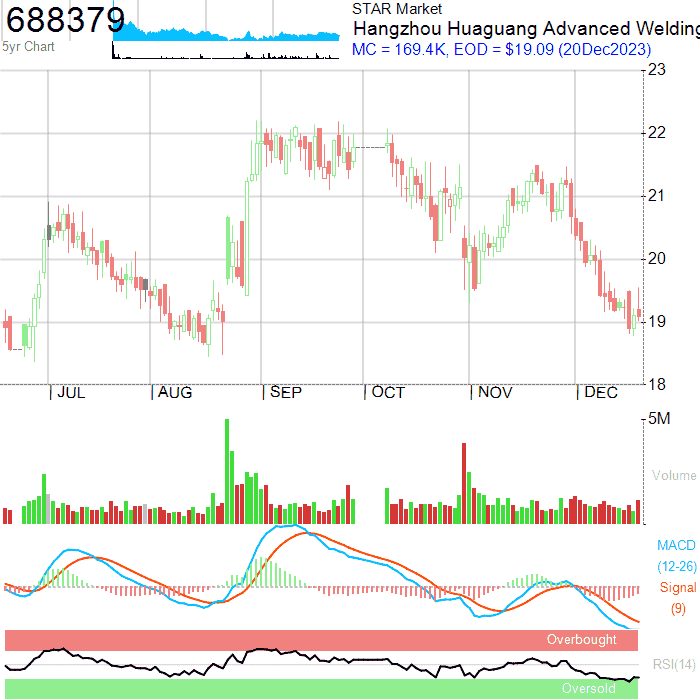 688379
5yr Chart
STAR Market
Hangzhou Huaguang Advanced Welding
MC = 169.4K, EOD = $19.09 (20Dec2023)
23
22
21
20
19
18
JUL
AUG
SEP
OCT
NOV
DEC
5M
Volume
MACD
(12-26)
Signal
(9)
Overbought
RSI(14)
Oversold